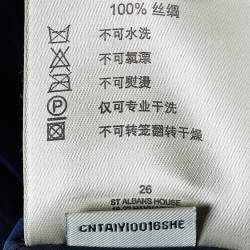 100% 丝绸
不可水洗
不可氯漂
不可熨烫
仅可专业干洗
P
不可转笼翻转干燥
26
ST ALBANS HOUSE
CNTAIYI0016SHE